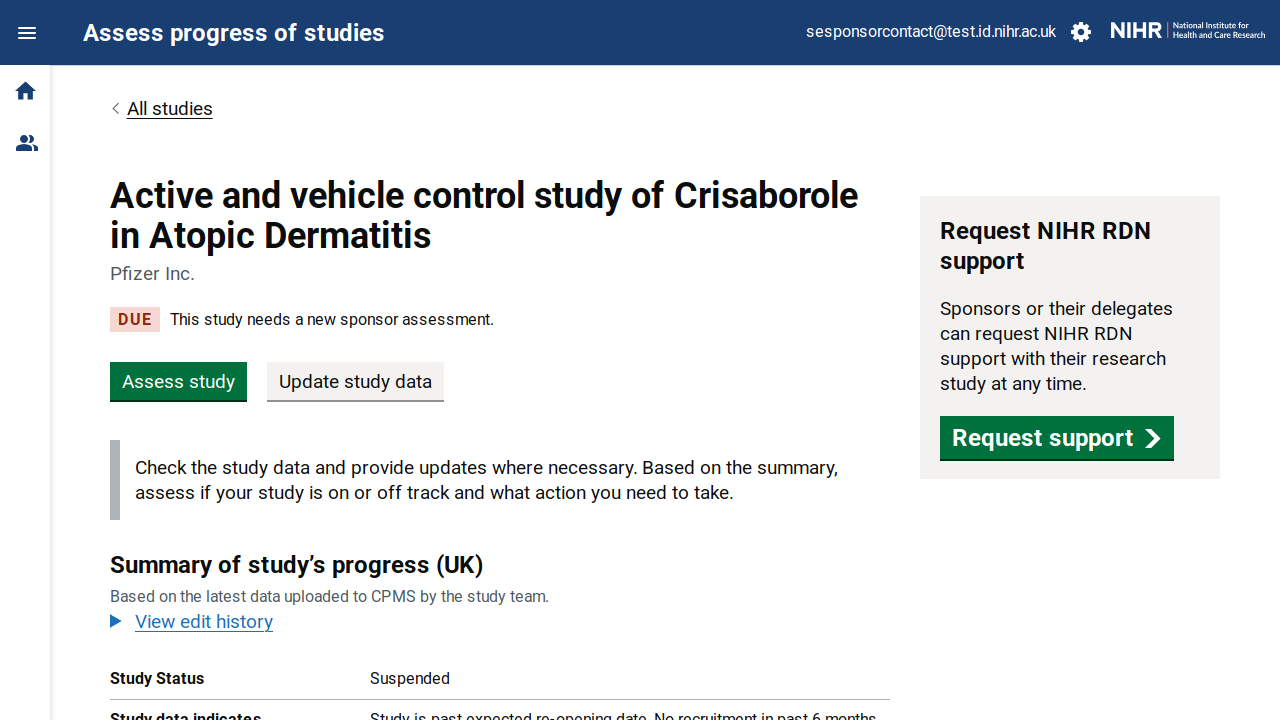 Assess progress of studies
sesponsorcontact@test.id.nihr.ac.uk
NIHR
National Institute for
Health and Care Research
All studies
Active and vehicle control study of Crisaborole
in Atopic Dermatitis
Pfizer Inc.
DUE This study needs a new sponsor assessment.
Assess study
Update study data
Check the study data and provide updates where necessary. Based on the summary,
assess if your study is on or off track and what action you need to take.
Summary of study’s progress (UK)
Based on the latest data uploaded to CPMS by the study team.
View edit history
Study Status Suspended
Study data indicates Study is past expected re-opening date, No recruitment in past 6 months
Request NIHR RDN
support
Sponsors or their delegates
can request NIHR RDN
support with their research
study at any time.
Request support